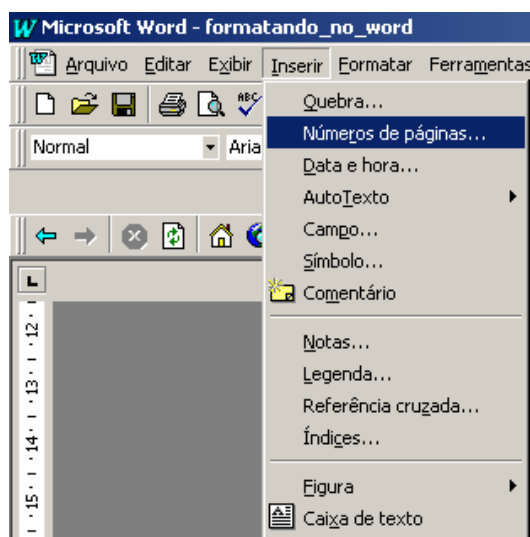 Microsoft Word - formatando_no_word
Arquivo Editar Exibir Inserir Formatar Ferramentas
ABC
Normal Aria
Quebra...
Números de páginas...
Data e hora...
AutoTexto
Campo...
Símbolo...
Comentário
Notas...
Legenda...
Referência cruzada...
Índices...
Figura
Caixa de texto
L
12
13
14
15